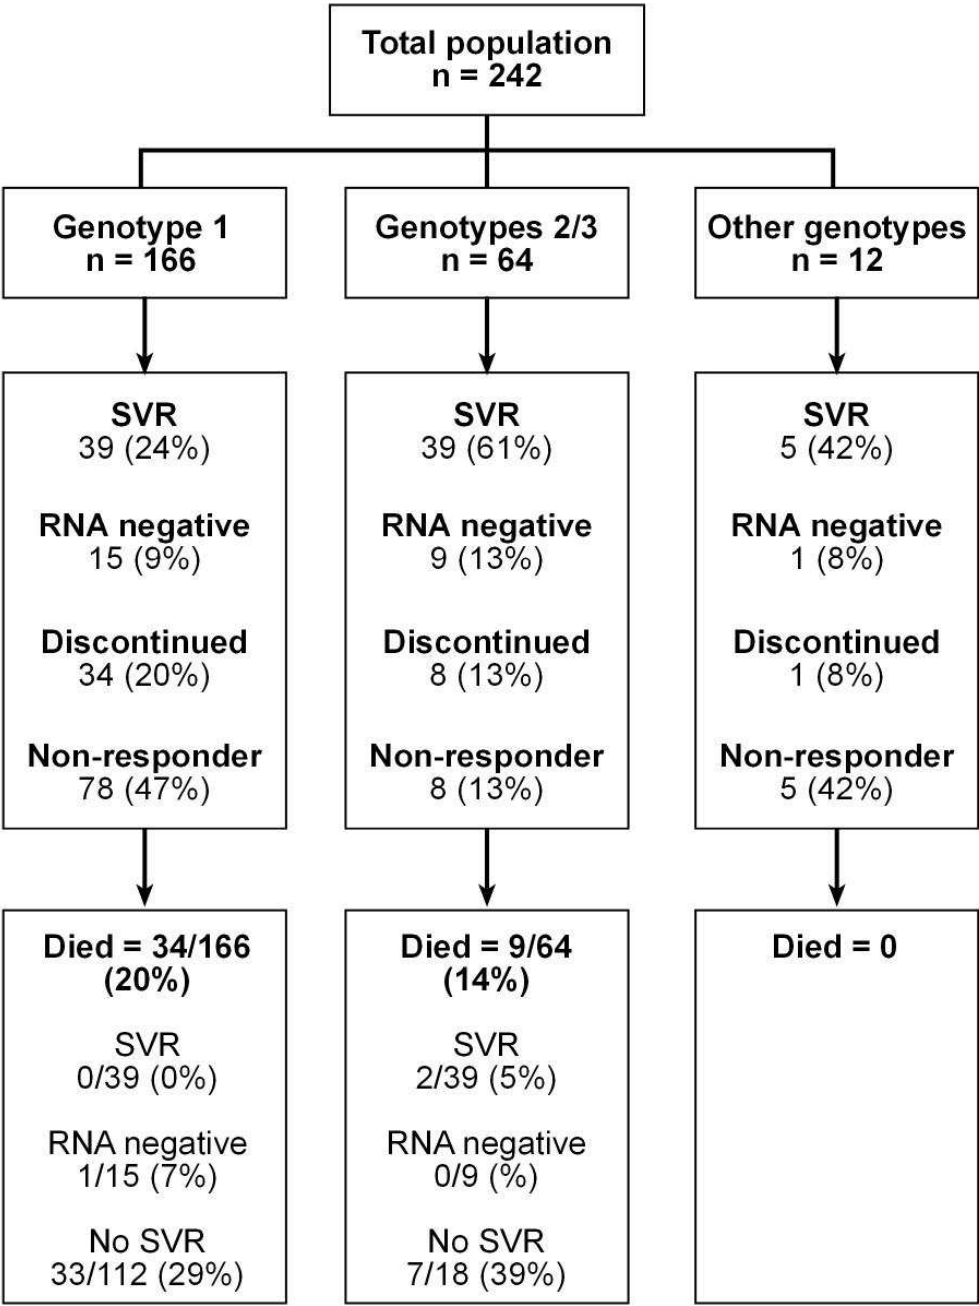 Total population
n = 242
Genotype 1
n = 166
Genotypes 2/3
n = 64
Other genotypes
n = 12
SVR
39 (24%)
RNA negative
15 (9%)
Discontinued
34 (20%)
Non-responder
78 (47%)
SVR
39 (61%)
RNA negative
9 (13%)
Discontinued
8 (13%)
Non-responder
8 (13%)
SVR
5 (42%)
RNA negative
1 (8%)
Discontinued
1 (8%)
Non-responder
5 (42%)
Died = 34/166
(20%)
SVR
0/39 (0%)
RNA negative
1/15 (7%)
No SVR
33/112 (29%)
Died = 9/64
(14%)
SVR
2/39 (5%)
RNA negative
0/9 (%)
No SVR
7/18 (39%)
Died = 0